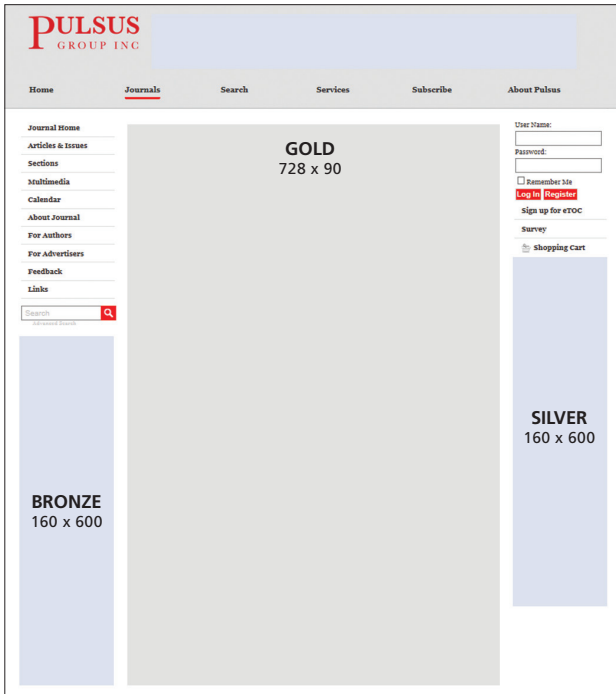 PULSUS
GROUP INC
Home Journals Search Services Subscribe About Pulsus
Journal Home
Articles & Issues
Sections
Multimedia
Calendar
About Journal
For Authors
For Advertisers
Feedback
Links
Search
Advanced Search
BRONZE
160 x 600
GOLD
728 x 90
User Name:
Password:
Remember Me
Log In Register
Sign up for eTOC
Survey
Shopping Cart
SILVER
160 x 600